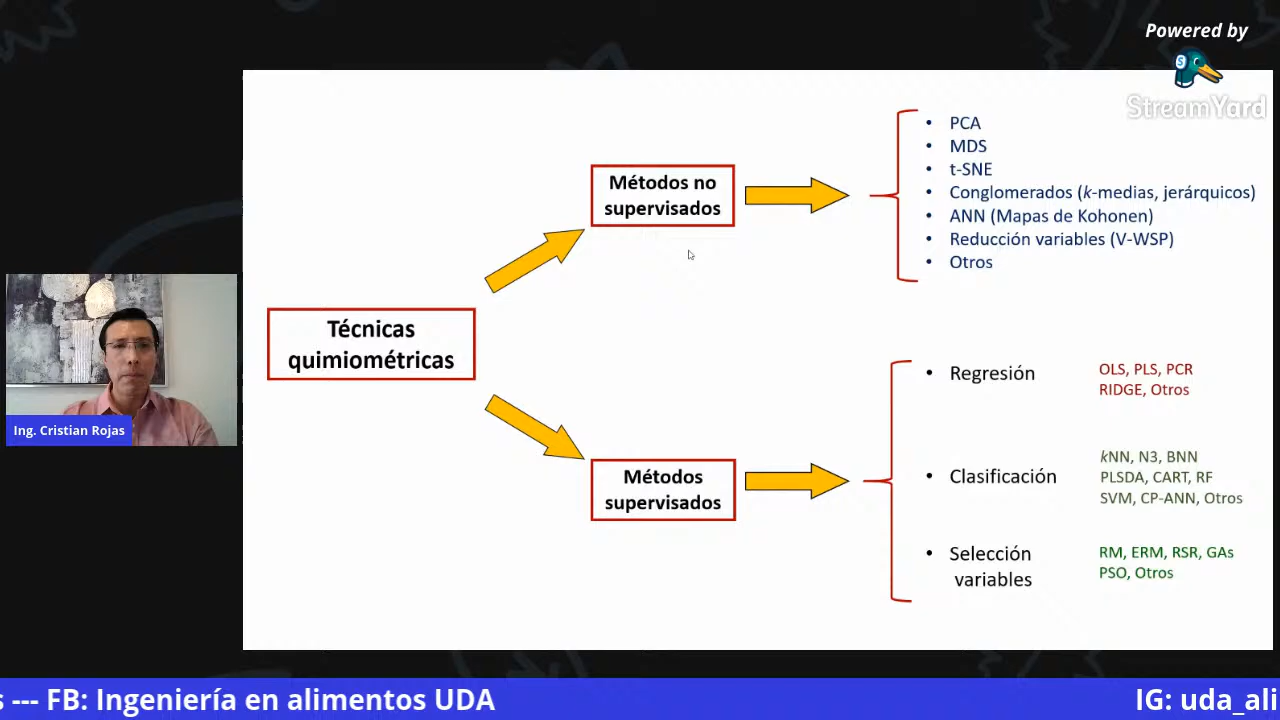 Powered by
StreamYard
Métodos no
supervisados
• PCA
• MDS
• t-SNE
• Conglomerados (k-medias, jerárquicos)
• ANN (Mapas de Kohonen)
• Reducción variables (V-WSP)
• Otros
Técnicas
quimiométricas
Ing. Cristian Rojas
Métodos
supervisados
• Regresión
OLS, PLS, PCR
RIDGE, Otros
• Clasificación
kNN, N3, BNN
PLSDA, CART, RF
SVM, CP-ANN, Otros
• Selección
variables
RM, ERM, RSR, GAs
PSO, Otros
s --- FB: Ingeniería en alimentos UDA
IG: uda_ali